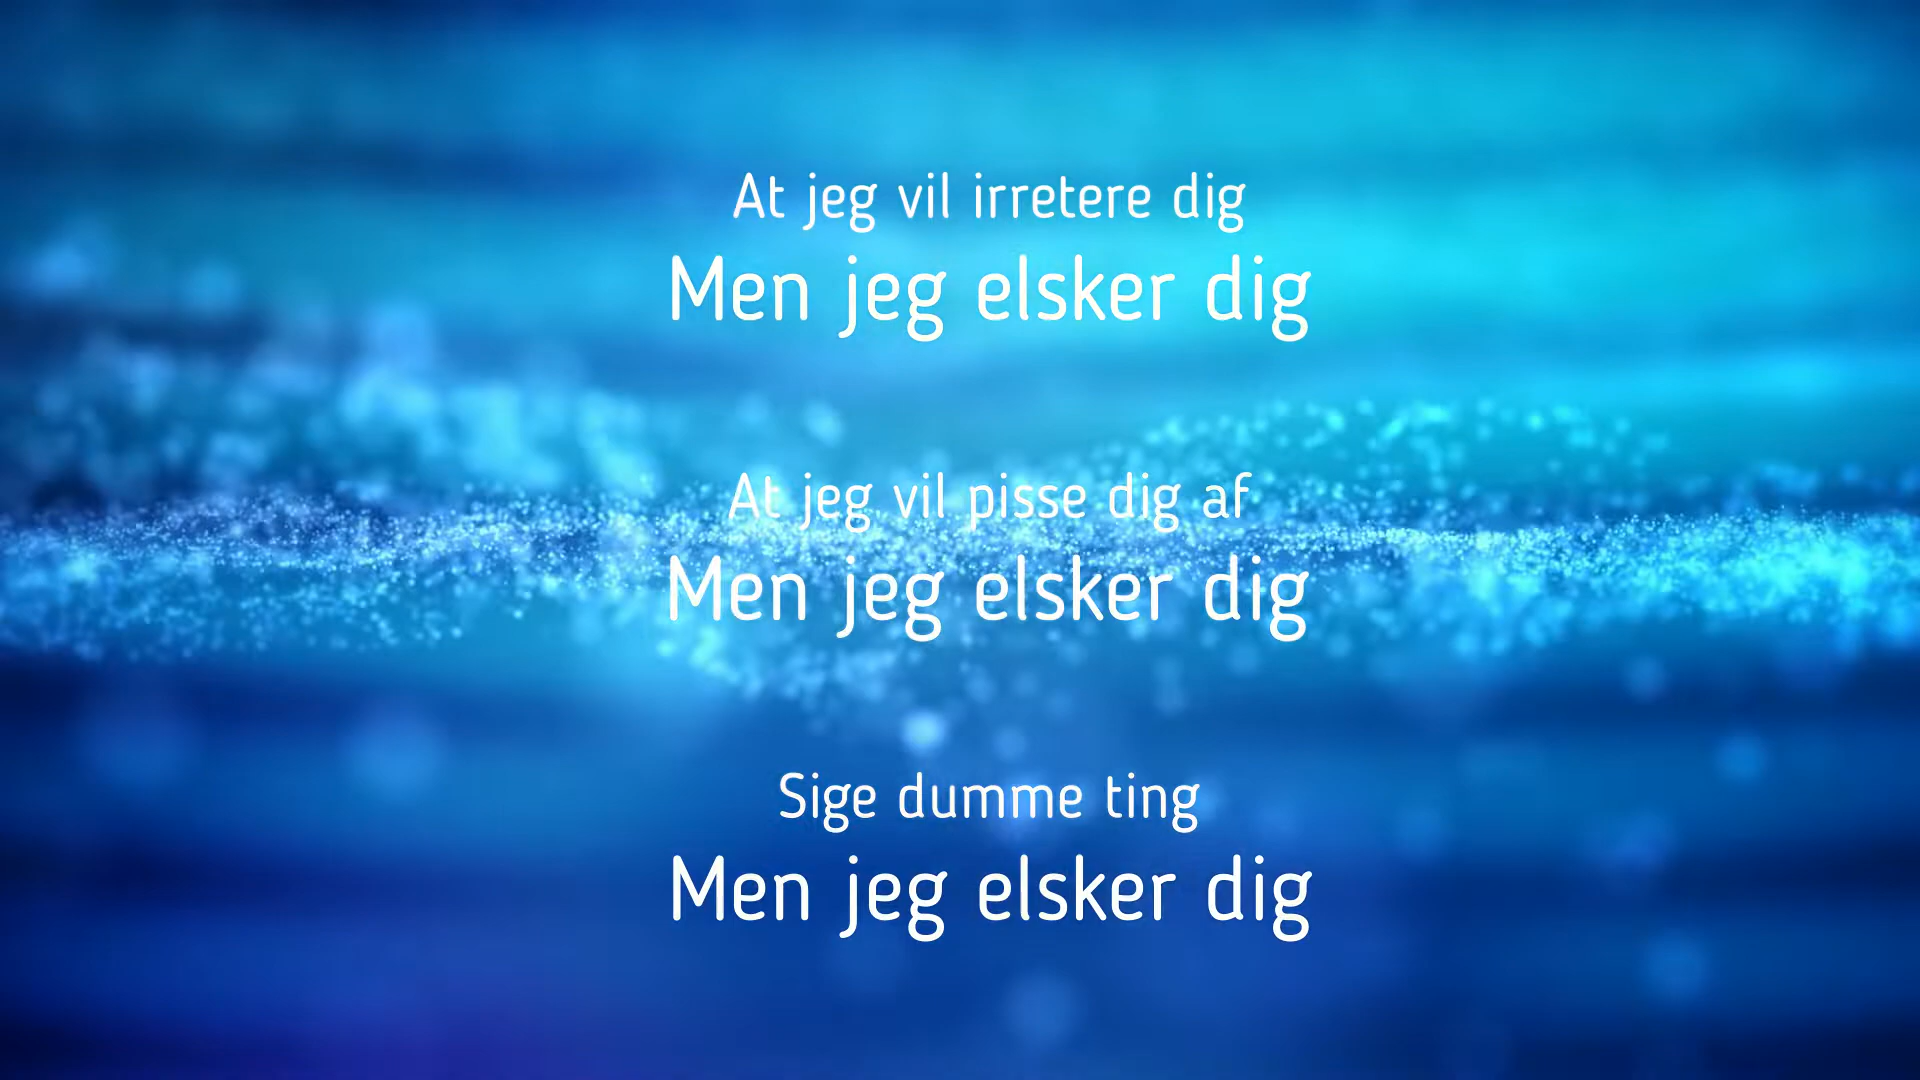 At jeg vil irretere dig
Men jeg elsker dig
At jeg vil pisse dig af
Men jeg elsker dig
Sige dumme ting
Men jeg elsker dig